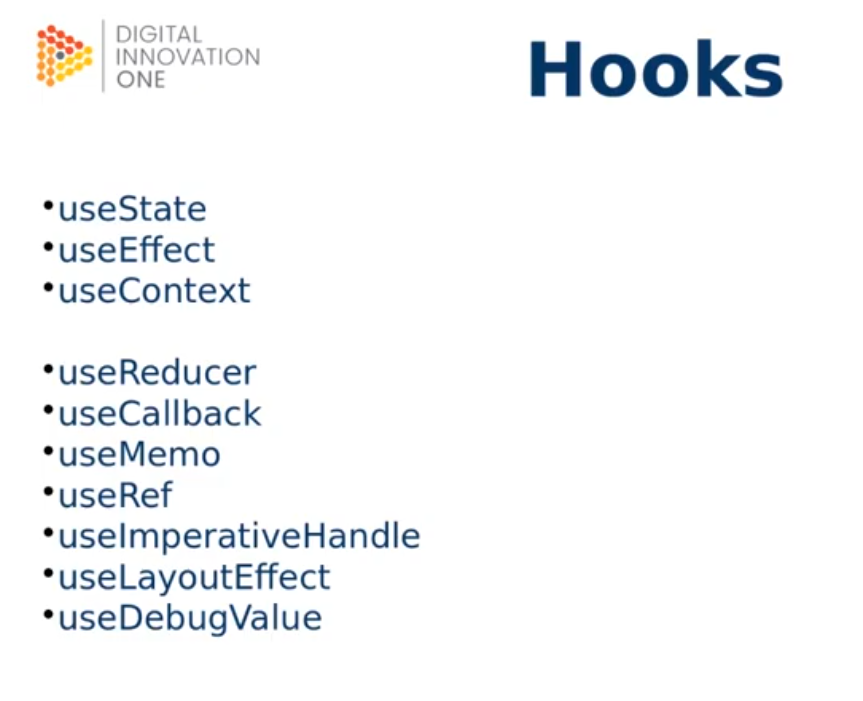 DIGITAL
INNOVATION
ONE
Hooks
•useState
•useEffect
•useContext
•useReducer
•useCallback
•useMemo
•useRef
•useImperativeHandle
•useLayoutEffect
•useDebugValue